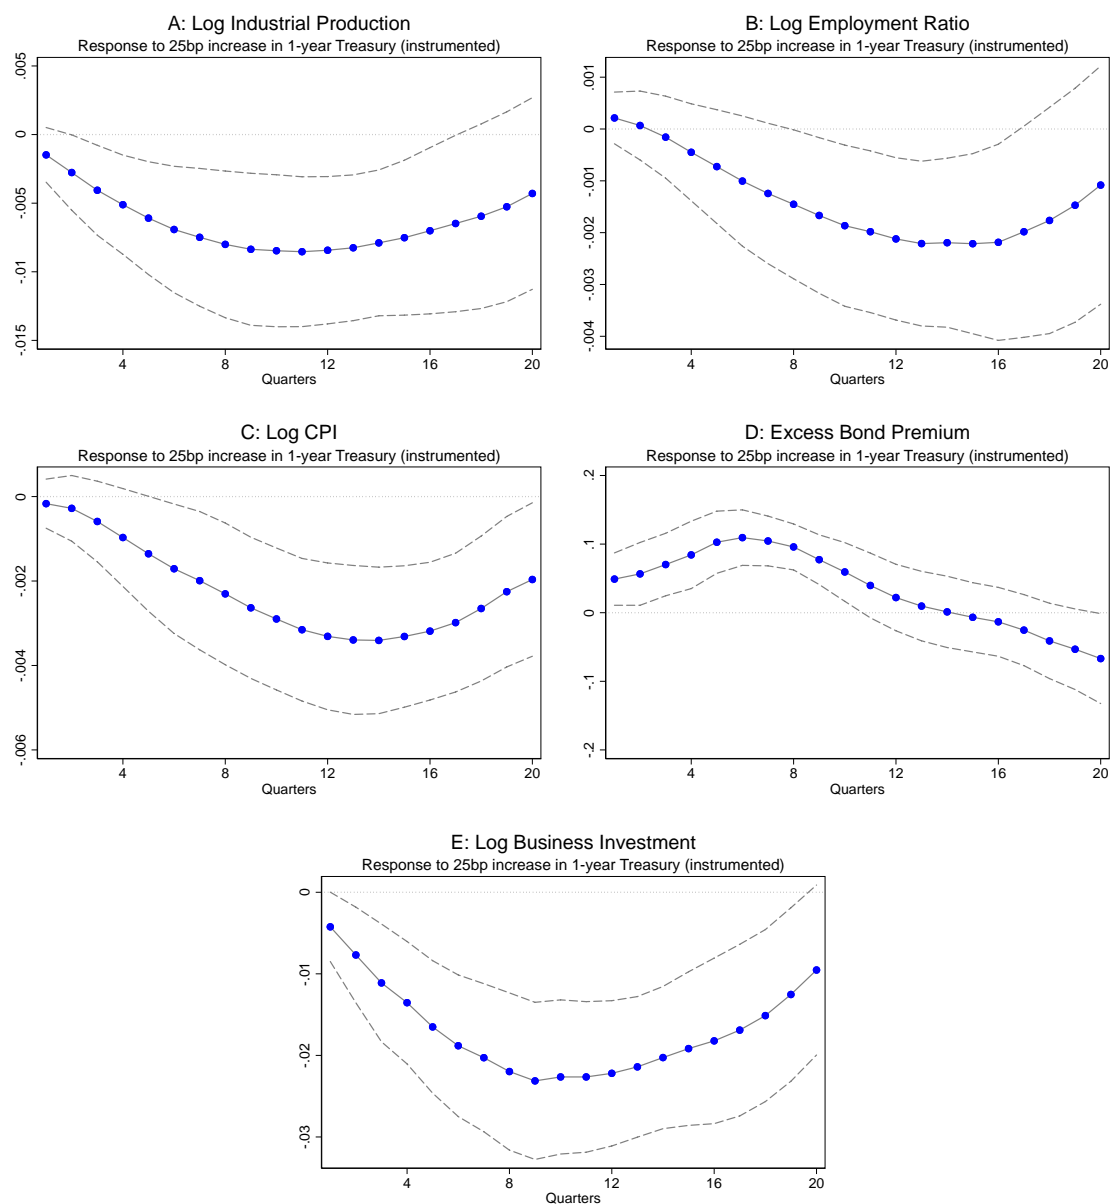 A: Log Industrial Production
Response to 25bp increase in 1-year Treasury (instrumented)
.005
0
-.005
-.01
-.015
4 8 12 16 20
Quarters
B: Log Employment Ratio
Response to 25bp increase in 1-year Treasury (instrumented)
.001
0
-.001
-.002
-.003
-.004
4 8 12 16 20
Quarters
C: Log CPI
Response to 25bp increase in 1-year Treasury (instrumented)
0
-.002
-.004
-.006
4 8 12 16 20
Quarters
D: Excess Bond Premium
Response to 25bp increase in 1-year Treasury (instrumented)
.2
.1
0
-.1
-.2
4 8 12 16 20
Quarters
E: Log Business Investment
Response to 25bp increase in 1-year Treasury (instrumented)
0
-.01
-.02
-.03
4 8 12 16 20
Quarters